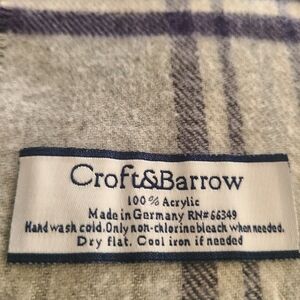 Croft&Barrow
100% Acrylic
Made in Germany RN#66349
Hand wash cold.Only non-chlorine bleach when needed.
Dry flat. Cool iron if needed